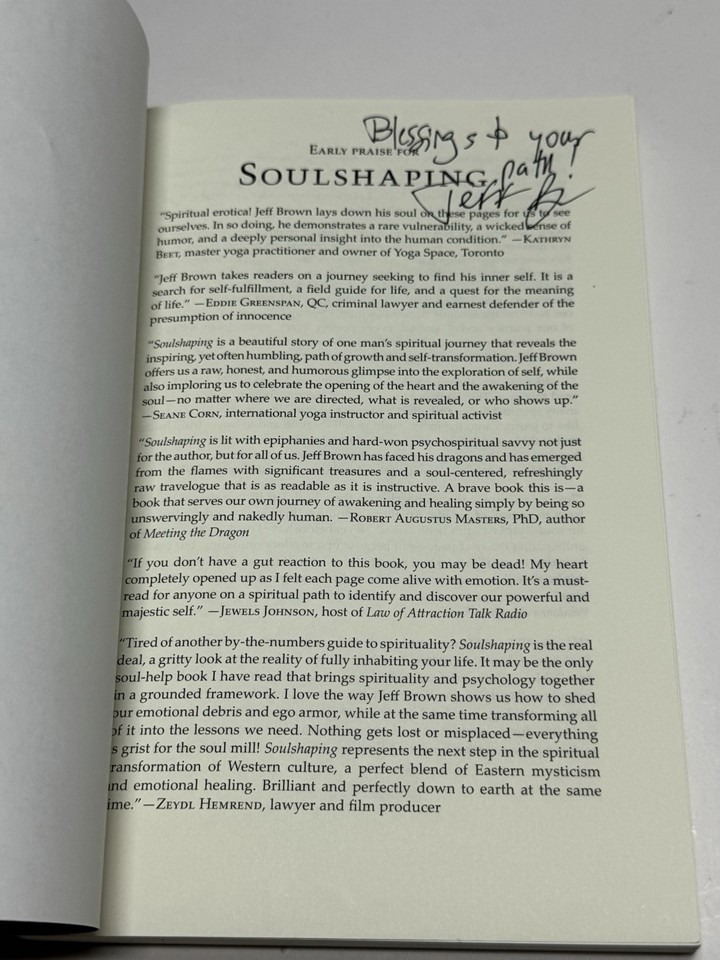 Blessings to your
path!
Jeff B
EARLY PRAISE FOR
SOULSHAPING
"Spiritual erotica! Jeff Brown lays down his soul on these pages for us to see
ourselves. In so doing, he demonstrates a rare vulnerability, a wicked sense of
humor, and a deeply personal insight into the human condition." —KATHRYN
BEET, master yoga practitioner and owner of Yoga Space, Toronto
"Jeff Brown takes readers on a journey seeking to find his inner self. It is a
search for self-fulfillment, a field guide for life, and a quest for the meaning
of life." —EDDIE GREENSPAN, QC, criminal lawyer and earnest defender of the
presumption of innocence
"Soulshaping is a beautiful story of one man's spiritual journey that reveals the
inspiring, yet often humbling, path of growth and self-transformation. Jeff Brown
offers us a raw, honest, and humorous glimpse into the exploration of self, while
also imploring us to celebrate the opening of the heart and the awakening of the
soul—no matter where we are directed, what is revealed, or who shows up."
—SEANE CORN, international yoga instructor and spiritual activist
"Soulshaping is lit with epiphanies and hard-won psychospiritual savvy not just
for the author, but for all of us. Jeff Brown has faced his dragons and has emerged
from the flames with significant treasures and a soul-centered, refreshingly
raw travelogue that is as readable as it is instructive. A brave book this is—a
book that serves our own journey of awakening and healing simply by being so
unswervingly and nakedly human. —ROBERT AUGUSTUS MASTERS, PhD, author
of Meeting the Dragon
"If you don't have a gut reaction to this book, you may be dead! My heart
completely opened up as I felt each page come alive with emotion. It's a must-
read for anyone on a spiritual path to identify and discover our powerful and
majestic self." —JEWELS JOHNSON, host of Law of Attraction Talk Radio
"Tired of another by-the-numbers guide to spirituality? Soulshaping is the real
deal, a gritty look at the reality of fully inhabiting your life. It may be the only
soul-help book I have read that brings spirituality and psychology together
in a grounded framework. I love the way Jeff Brown shows us how to shed
our emotional debris and ego armor, while at the same time transforming all
of it into the lessons we need. Nothing gets lost or misplaced—everything
s grist for the soul mill! Soulshaping represents the next step in the spiritual
ransformation of Western culture, a perfect blend of Eastern mysticism
and emotional healing. Brilliant and perfectly down to earth at the same
ime."—ZEYDL HEMREND, lawyer and film producer